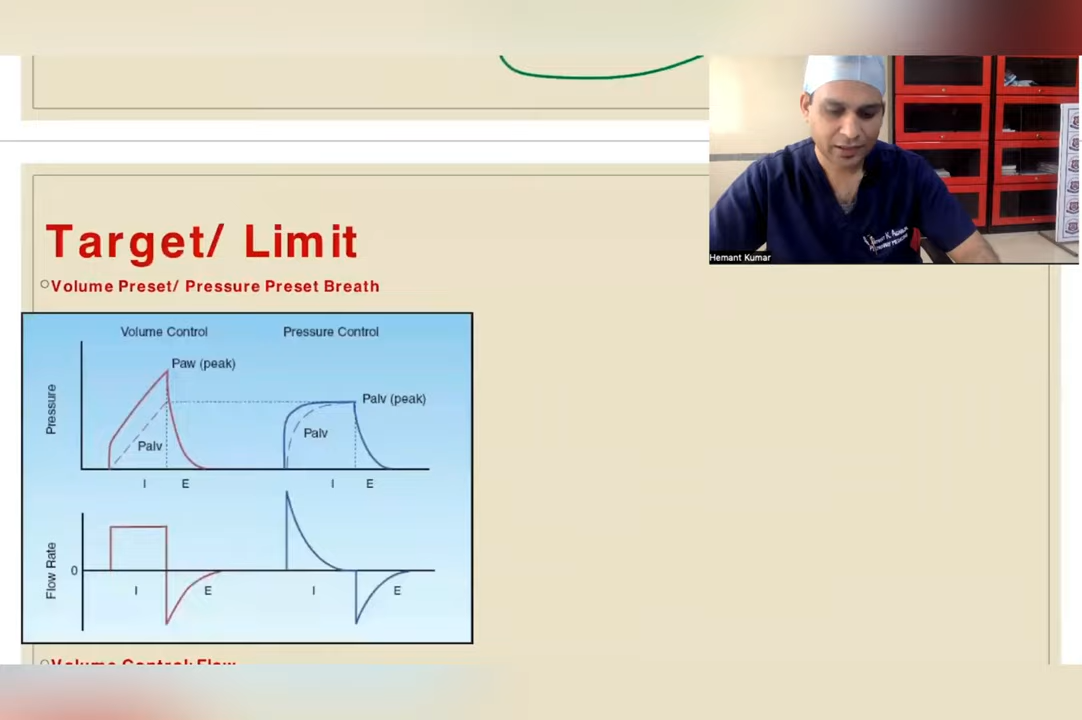 Target/ Limit
Volume Preset/ Pressure Preset Breath
Volume Control
Pressure Control
Paw (peak)
Palv (peak)
Palv
Palv
Pressure
I
E
I
E
Flow Rate
0
I
E
I
E
Volume Control: Flow
Hemant Kumar